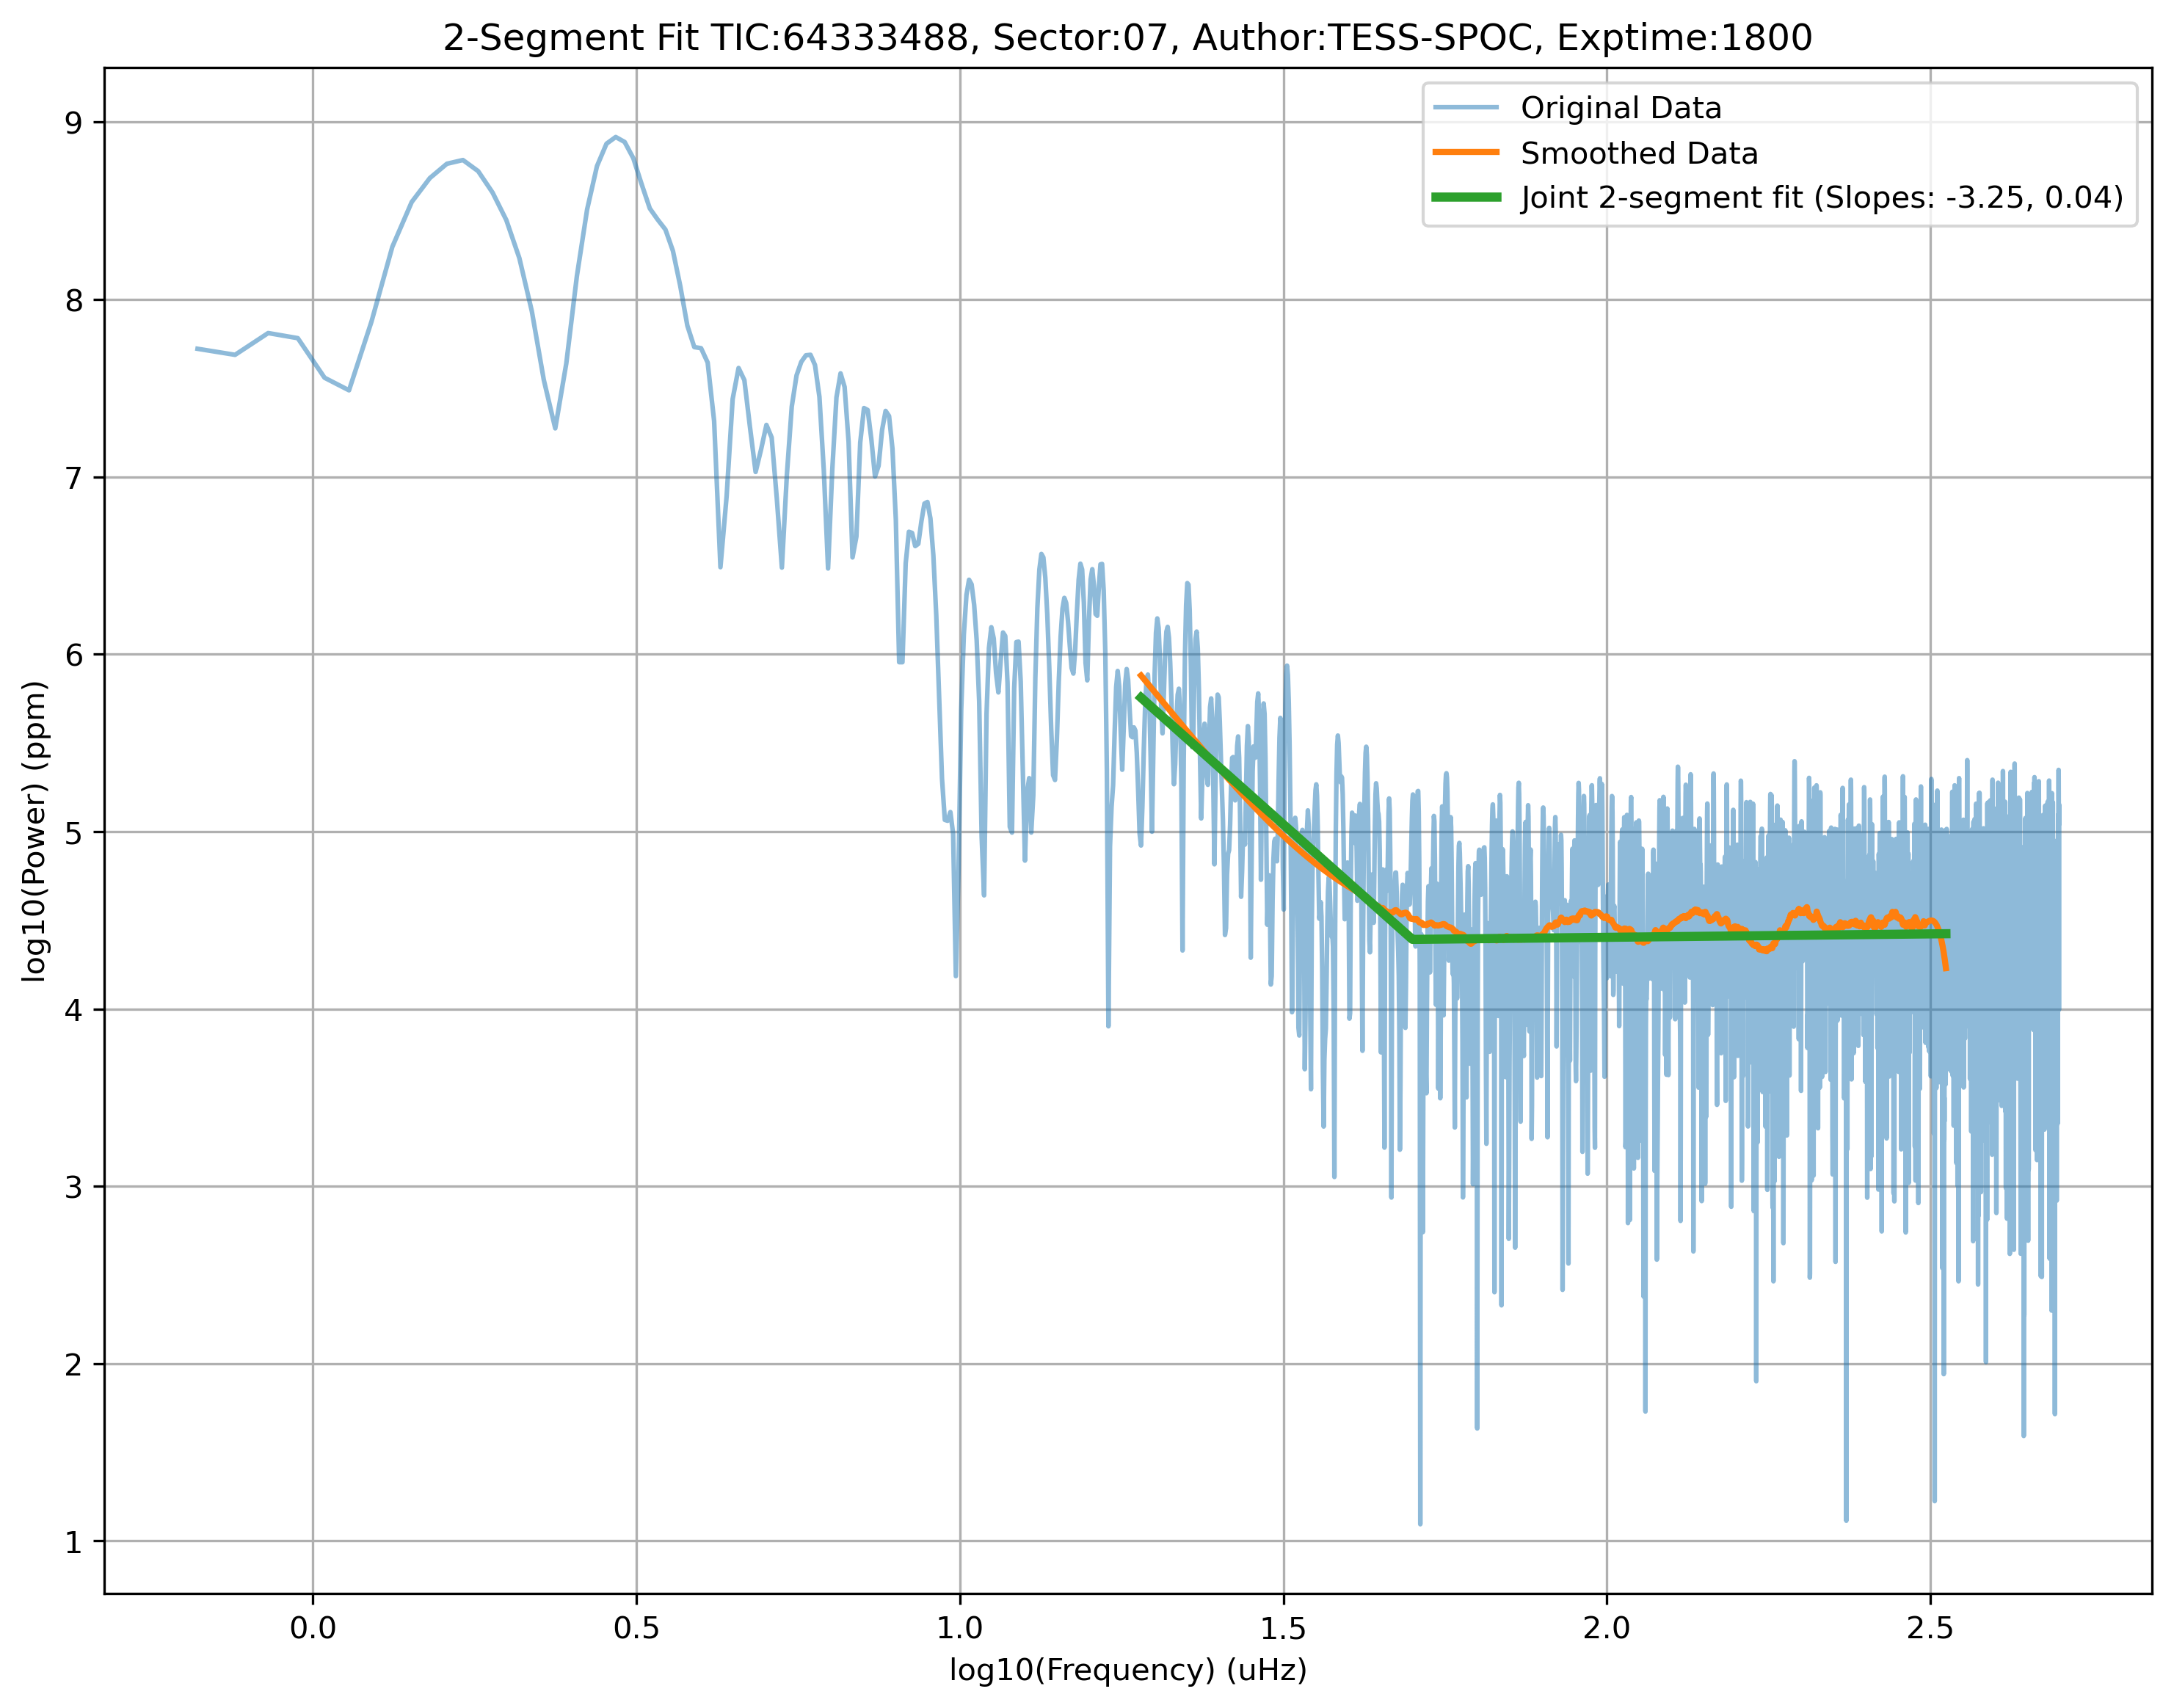 2-Segment Fit TIC:64333488, Sector:07, Author:TESS-SPOC, Exptime:1800
Original Data
Smoothed Data
Joint 2-segment fit (Slopes: -3.25, 0.04)
log10(Power) (ppm)
9
8
7
6
5
4
3
2
1
0.0 0.5 1.0 1.5 2.0 2.5
log10(Frequency) (uHz)